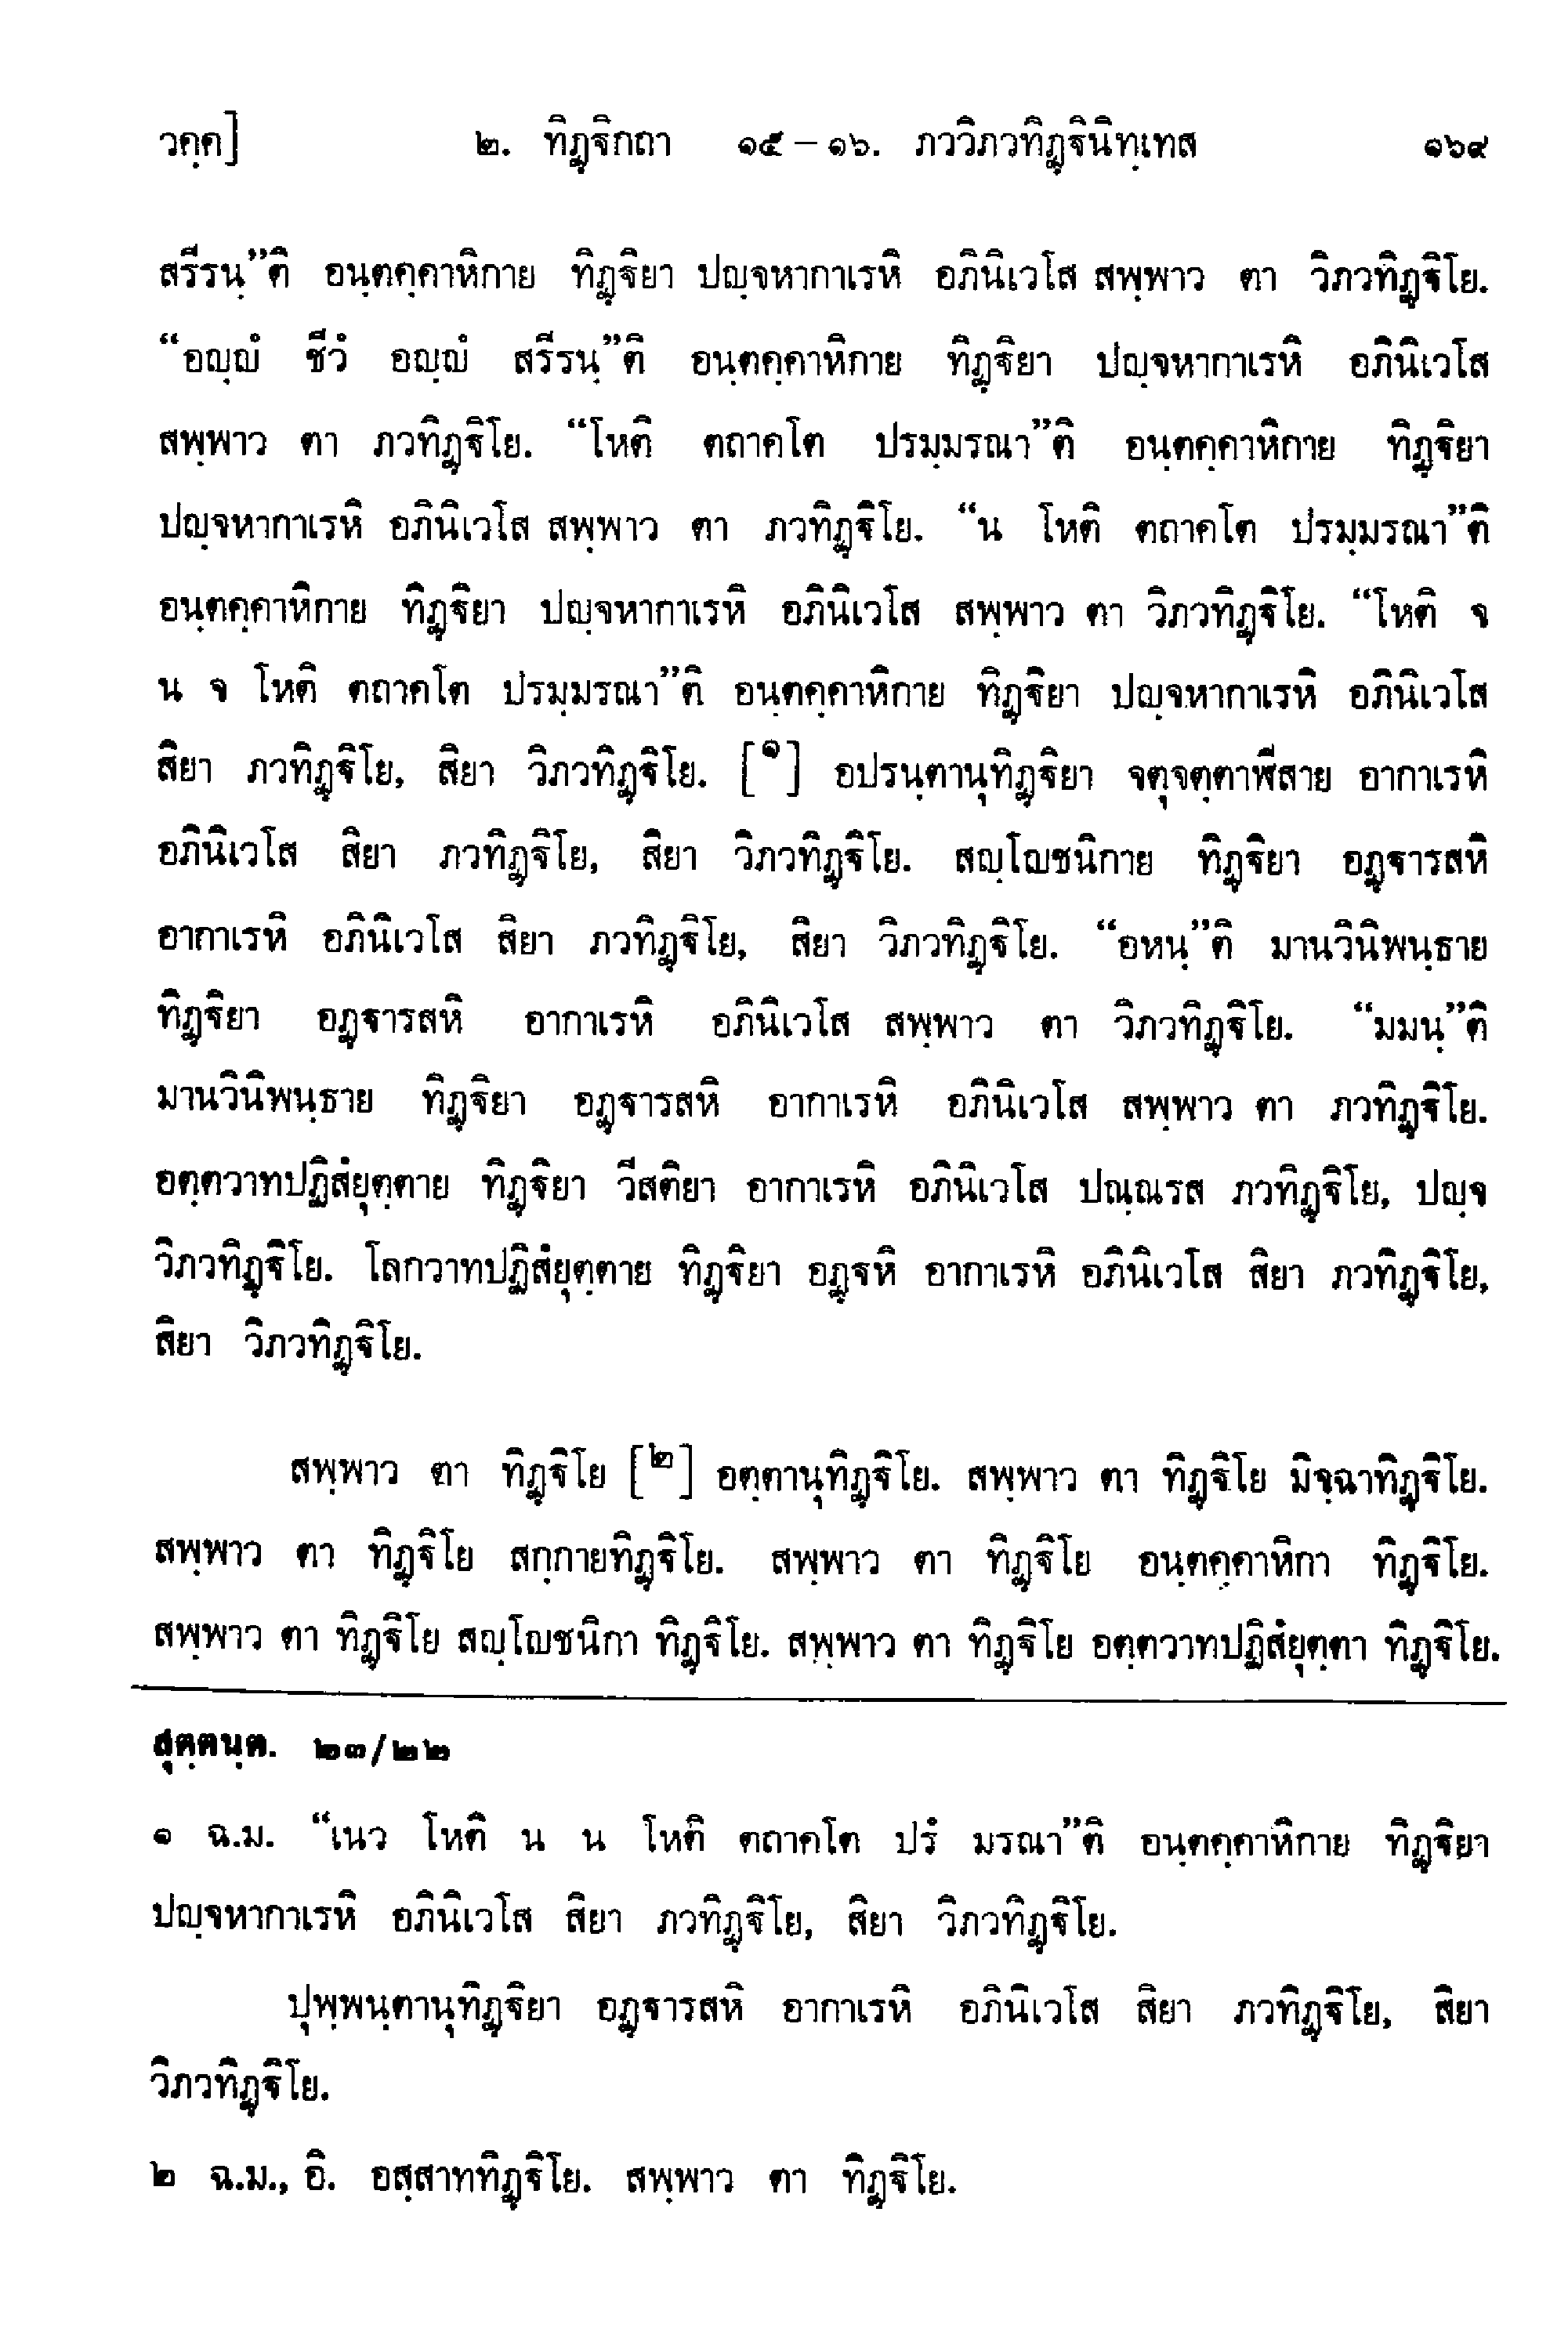 วคฺค]	๒. ทิฏฺฐิกถา ๑๕ – ๑๖. ภววิภวทิฏฺฐินิทฺเทส	๑๖๙
สรีรนฺ”ติ อนฺตคฺคาหิกาย ทิฏฺฐิยา ปญฺจหากาเรหิ อภินิเวโส สพฺพาว ตา วิภวทิฏฺฐิโย.
“อญฺญํ ชีวํ อญฺญํ สรีรนฺ”ติ อนฺตคฺคาหิกาย ทิฏฺฐิยา ปญฺจหากาเรหิ อภินิเวโส
สพฺพาว ตา ภวทิฏฺฐิโย. “โหติ ตถาคโต ปรมฺมรณา”ติ อนฺตคฺคาหิกาย ทิฏฺฐิยา
ปญฺจหากาเรหิ อภินิเวโส สพฺพาว ตา ภวทิฏฺฐิโย. “น โหติ ตถาคโต ปรมฺมรณา”ติ
อนฺตคฺคาหิกาย ทิฏฺฐิยา ปญฺจหากาเรหิ อภินิเวโส สพฺพาว ตา วิภวทิฏฺฐิโย. “โหติ จ
น จ โหติ ตถาคโต ปรมฺมรณา”ติ อนฺตคฺคาหิกาย ทิฏฺฐิยา ปญฺจหากาเรหิ อภินิเวโส
สิยา ภวทิฏฺฐิโย, สิยา วิภวทิฏฺฐิโย. [๑] อปรนฺตานุทิฏฺฐิยา จตุจตฺตาฬีสาย อากาเรหิ
อภินิเวโส สิยา ภวทิฏฺฐิโย, สิยา วิภวทิฏฺฐิโย. สญฺโญชนิกาย ทิฏฺฐิยา อฏฺฐารสหิ
อากาเรหิ อภินิเวโส สิยา ภวทิฏฺฐิโย, สิยา วิภวทิฏฺฐิโย. “อหนฺ”ติ มานวินิพนฺธาย
ทิฏฺฐิยา อฏฺฐารสหิ อากาเรหิ อภินิเวโส สพฺพาว ตา วิภวทิฏฺฐิโย. “มมนฺ”ติ
มานวินิพนฺธาย ทิฏฺฐิยา อฏฺฐารสหิ อากาเรหิ อภินิเวโส สพฺพาว ตา ภวทิฏฺฐิโย.
อตฺตวาทปฏิสํยุตฺตาย ทิฏฺฐิยา วีสติยา อากาเรหิ อภินิเวโส ปณฺณรส ภวทิฏฺฐิโย, ปญฺจ
วิภวทิฏฺฐิโย. โลกวาทปฏิสํยุตฺตาย ทิฏฺฐิยา อฏฺฐหิ อากาเรหิ อภินิเวโส สิยา ภวทิฏฺฐิโย,
สิยา วิภวทิฏฺฐิโย.
สพฺพาว ตา ทิฏฺฐิโย [๒] อตฺตานุทิฏฺฐิโย. สพฺพาว ตา ทิฏฺฐิโย มิจฺฉาทิฏฺฐิโย.
สพฺพาว ตา ทิฏฺฐิโย สกฺกายทิฏฺฐิโย. สพฺพาว ตา ทิฏฺฐิโย อนฺตคฺคาหิกา ทิฏฺฐิโย.
สพฺพาว ตา ทิฏฺฐิโย สญฺโญชนิกา ทิฏฺฐิโย. สพฺพาว ตา ทิฏฺฐิโย อตฺตวาทปฏิสํยุตฺตา ทิฏฺฐิโย.
สุตฺตนฺต. ๒๓/๒๒
๑ ฉ.ม. “เนว โหติ น น โหติ ตถาคโต ปรํ มรณา”ติ อนฺตคฺคาหิกาย ทิฏฺฐิยา
ปญฺจหากาเรหิ อภินิเวโส สิยา ภวทิฏฺฐิโย, สิยา วิภวทิฏฺฐิโย.
ปุพฺพนฺตานุทิฏฺฐิยา อฏฺฐารสหิ อากาเรหิ อภินิเวโส สิยา ภวทิฏฺฐิโย, สิยา
วิภวทิฏฺฐิโย.
๒ ฉ.ม., อิ. อสฺสาททิฏฺฐิโย. สพฺพาว ตา ทิฏฺฐิโย.